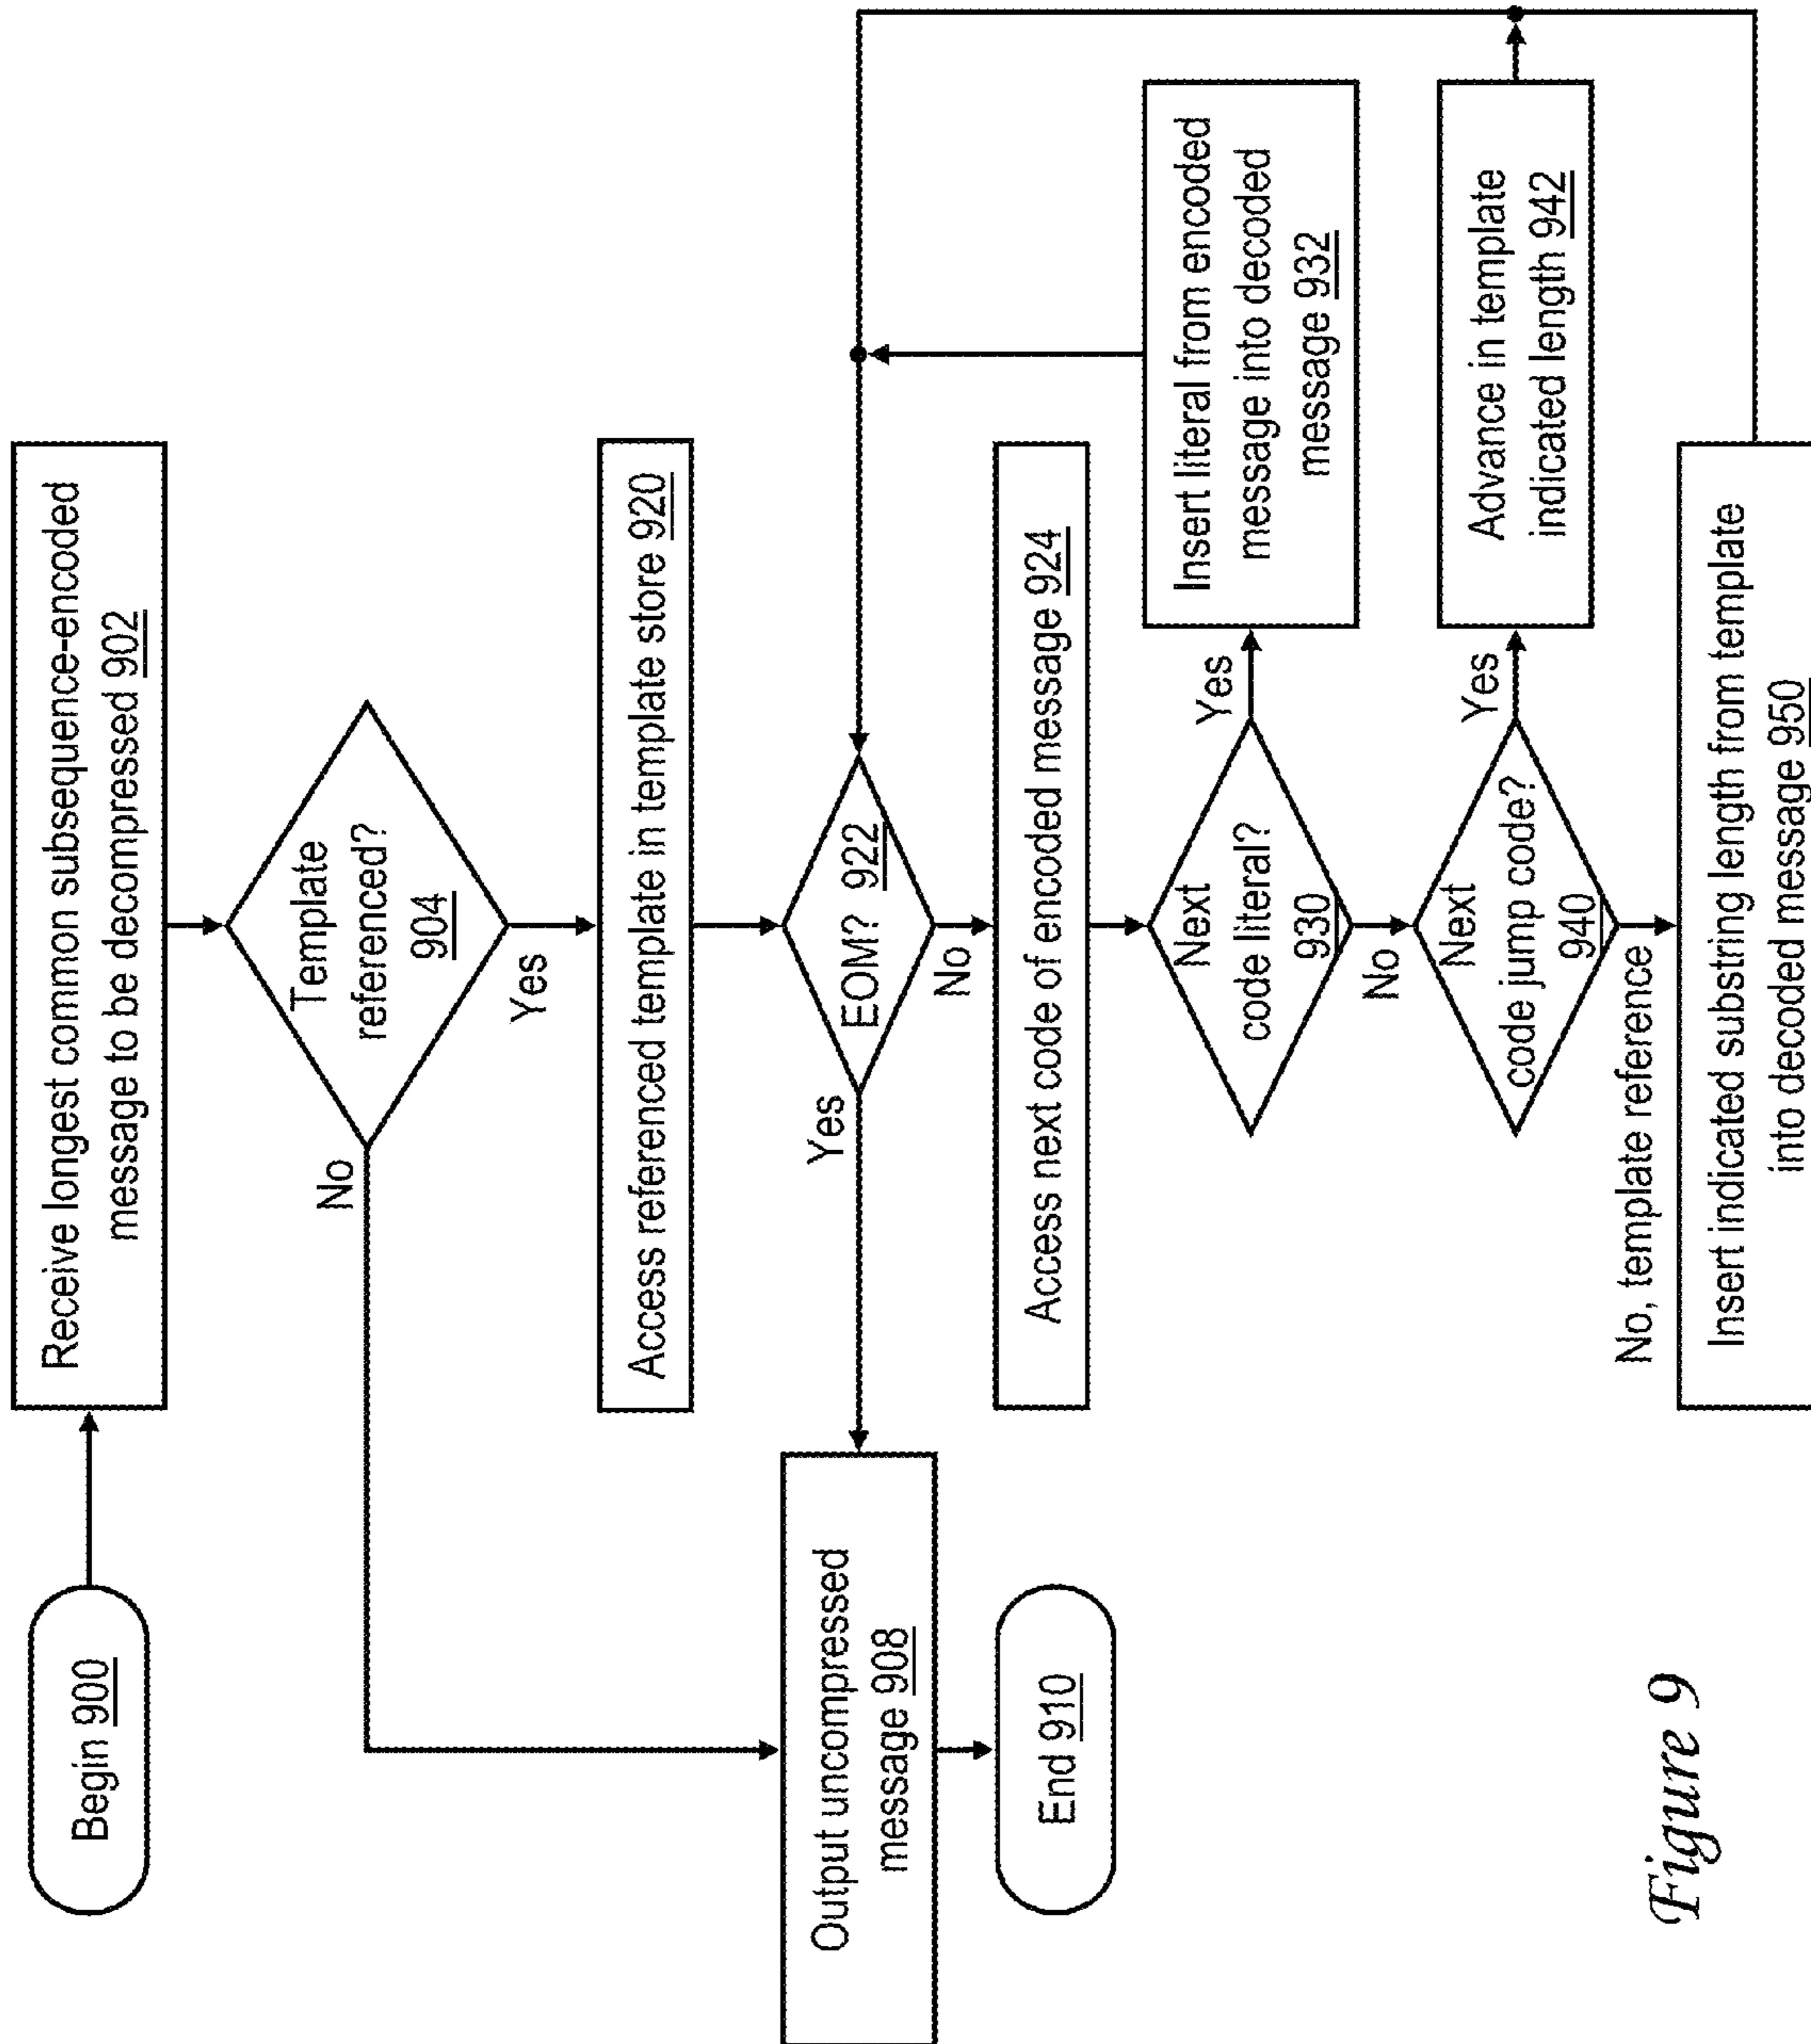 Begin 900
Receive longest common subsequence-encoded
message to be decompressed 902
Template
referenced?
904
No
Yes
Access referenced template in template store 920
EOM? 922
Yes
No
Output uncompressed
message 908
End 910
Access next code of encoded message 924
Next
code literal?
930
Yes
No
Insert literal from encoded
message into decoded
message 932
Next
code jump code?
940
Yes
No, template reference
Advance in template
indicated length 942
Insert indicated substring length from template
into decoded message 950
Figure 9